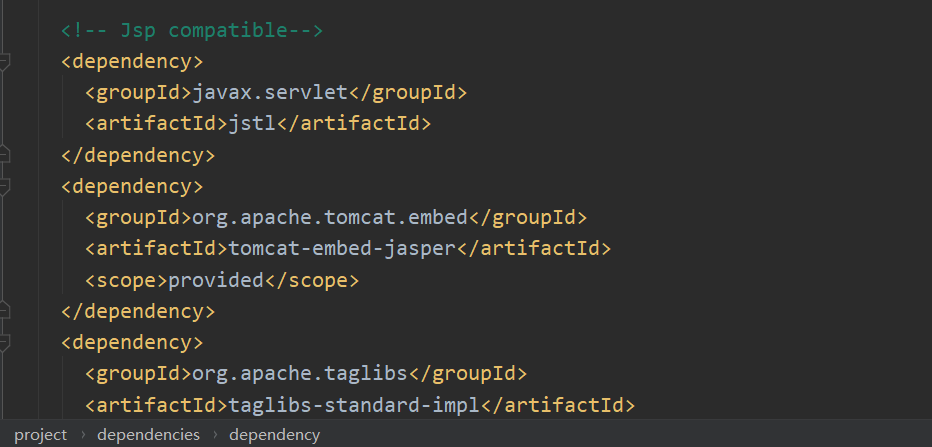 <!-- Jsp compatible-->
<dependency>
<groupId>javax.servlet</groupId>
<artifactId>jstl</artifactId>
</dependency>
<dependency>
<groupId>org.apache.tomcat.embed</groupId>
<artifactId>tomcat-embed-jasper</artifactId>
<scope>provided</scope>
</dependency>
<dependency>
<groupId>org.apache.taglibs</groupId>
<artifactId>taglibs-standard-impl</artifactId>
project › dependencies › dependency